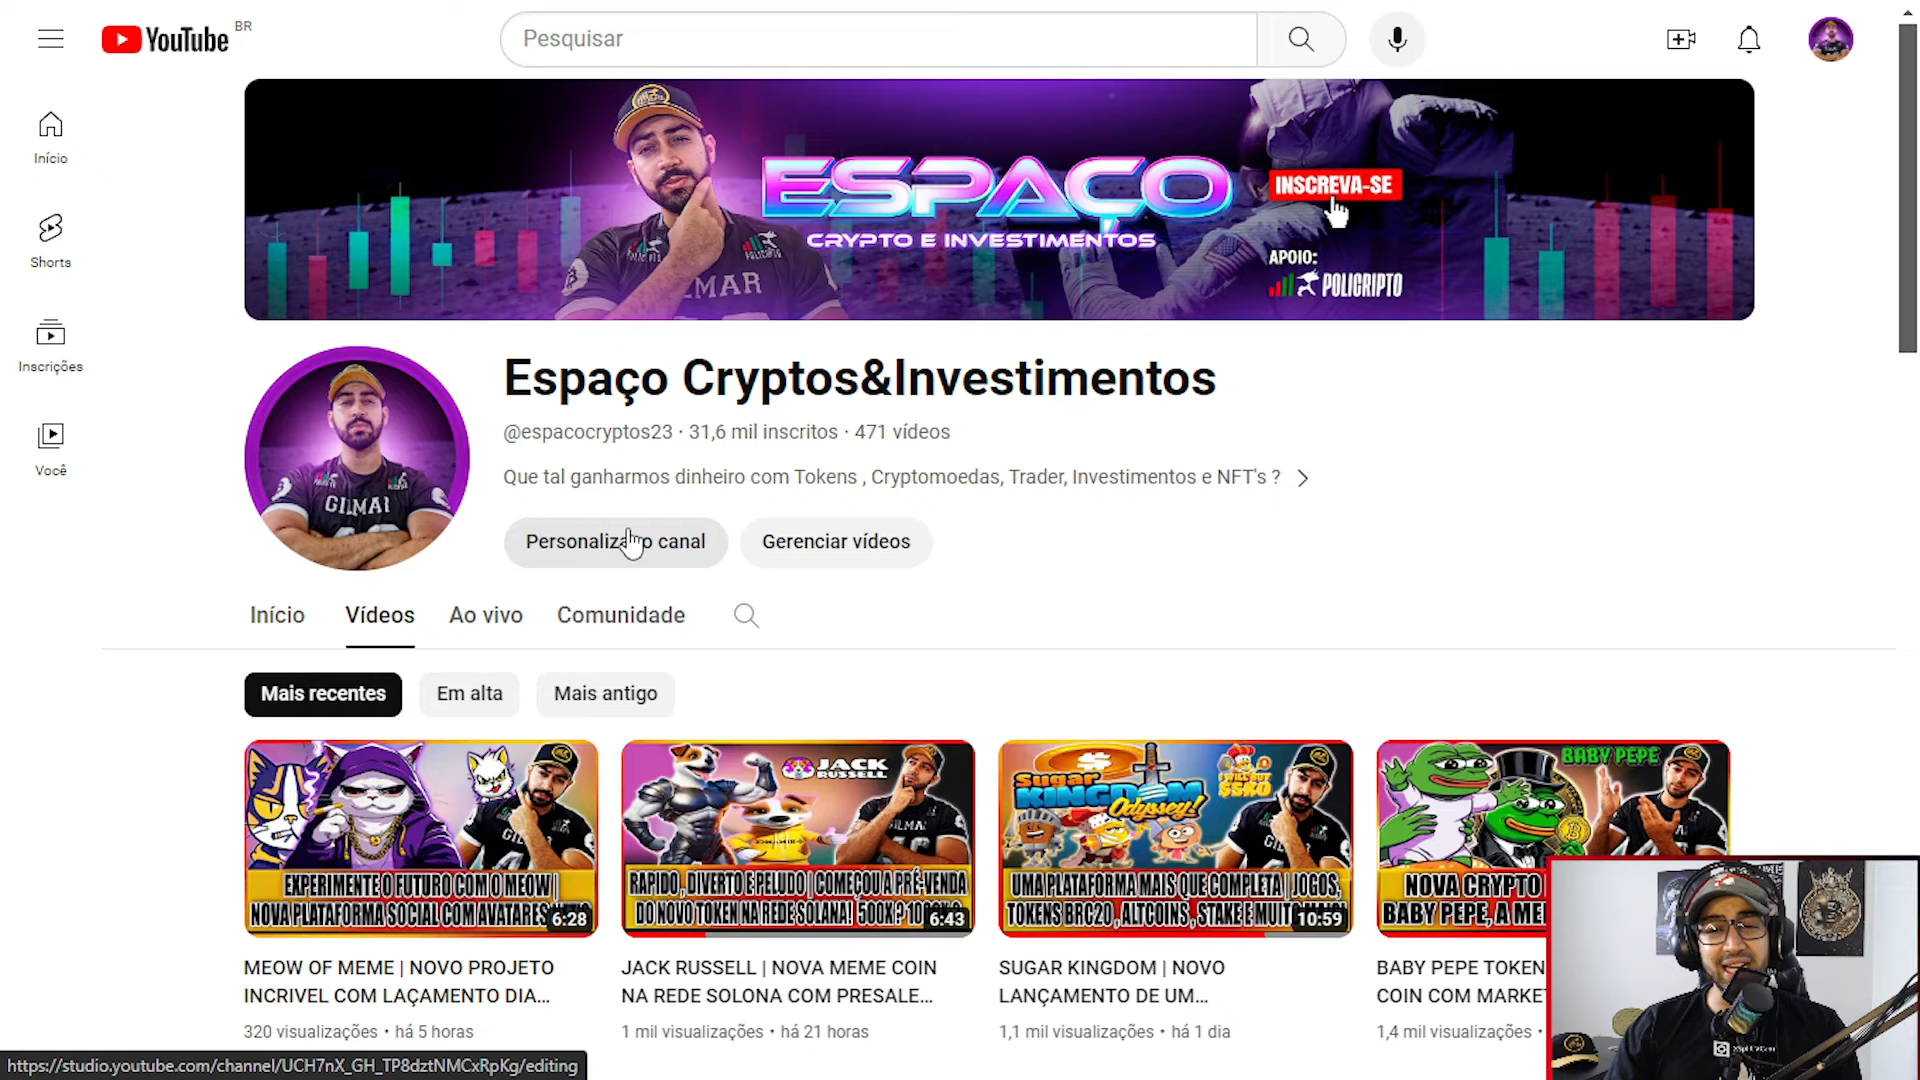 YouTube BR
Pesquisar
Início
Shorts
Inscrições
Você
ESPAÇO
CRYPTO E INVESTIMENTOS
INSCREVA-SE
APOIO:
POLICRIPTO
Espaço Cryptos&Investimentos
@espacocryptos23 · 31,6 mil inscritos · 471 vídeos
Que tal ganharmos dinheiro com Tokens , Cryptomoedas, Trader, Investimentos e NFT's ?
GILMAR
canal
Gerenciar vídeos
Início
Vídeos
Ao vivo
Comunidade
Mais recentes
Em alta
Mais antigo
EXPERIMENTE O FUTURO COM O MEOW |
NOVA PLATAFORMA SOCIAL COM AVATARES
6:28
JACK
RUSSELL
RAPIDO, DIVERTO E PELUDO | COMEÇOU A PRÉ-VENDA
DO NOVO TOKEN NA REDE SOLANA! 500X?
6:43
Sugar
KINGDOM
Odyssey!
UMA PLATAFORMA MAIS QUE COMPLETA | JOGOS,
TOKENS BRC20, ALTCOINS, STAKE E
10:59
BABY PEPE
NOVA CRYPTO
BABY PEPE, A
MEOW OF MEME | NOVO PROJETO
INCRIVEL COM LAÇAMENTO DIA...
320 visualizações • há 5 horas
JACK RUSSELL | NOVA MEME COIN
NA REDE SOLONA COM PRESALE...
1 mil visualizações • há 21 horas
SUGAR KINGDOM | NOVO
LANÇAMENTO DE UM...
1,1 mil visualizações • há 1 dia
BABY PEPE TOKEN
COIN COM
1,4 mil visualizações •
https://studio.youtube.com/channel/UCH7nX_GH_TP8dztNMCxRpKg/editing